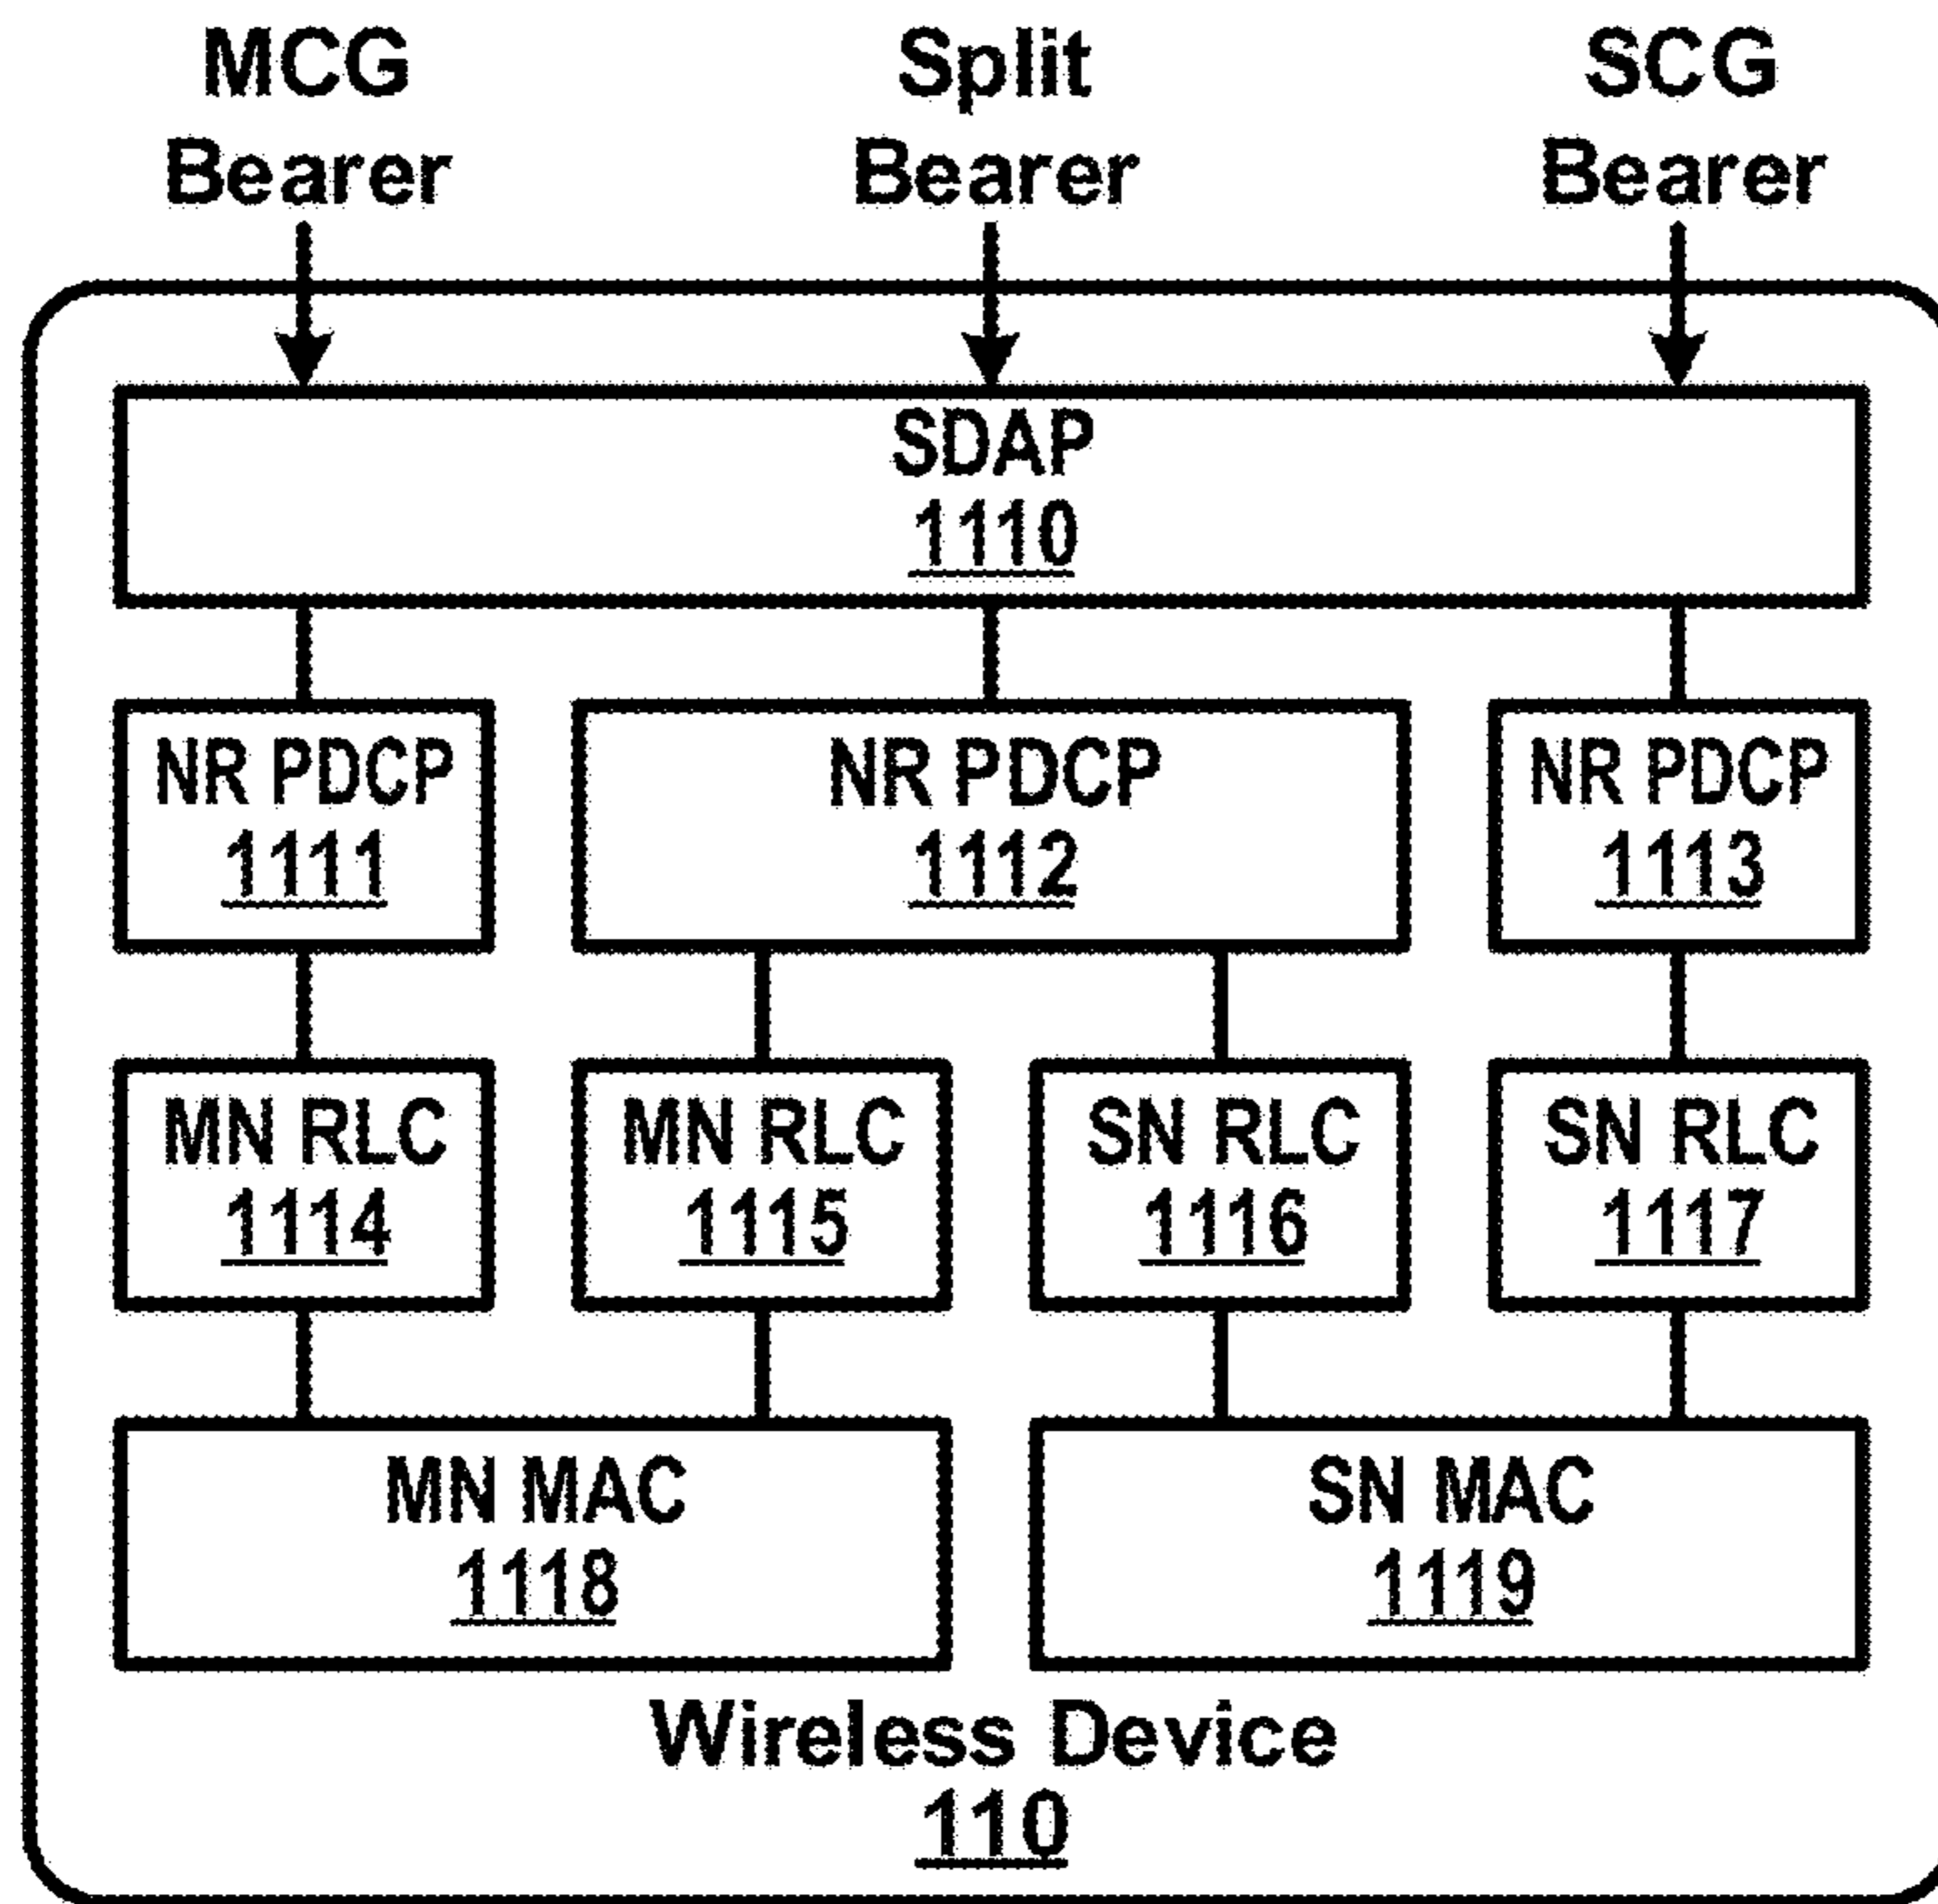 MCG
Bearer
Split
Bearer
SCG
Bearer
SDAP
1110
NR PDCP
1111
NR PDCP
1112
NR PDCP
1113
MN RLC
1114
MN RLC
1115
SN RLC
1116
SN RLC
1117
MN MAC
1118
SN MAC
1119
Wireless Device
110